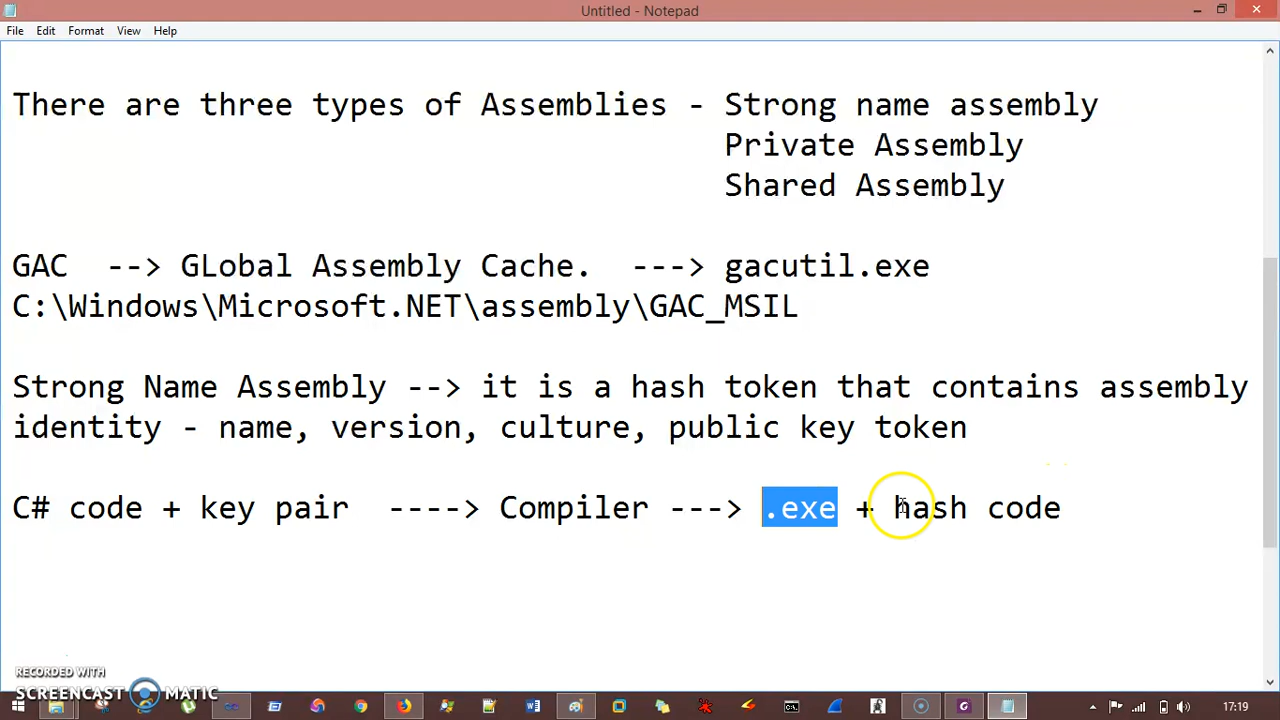 Untitled - Notepad
File Edit Format View Help
There are three types of Assemblies - Strong name assembly
Private Assembly
Shared Assembly
GAC --> GLobal Assembly Cache. ---> gacutil.exe
C:\Windows\Microsoft.NET\assembly\GAC_MSIL
Strong Name Assembly --> it is a hash token that contains assembly
identity - name, version, culture, public key token
C# code + key pair ----> Compiler ---> .exe + hash code
RECORDED WITH
SCREENCAST MATIC
17:19